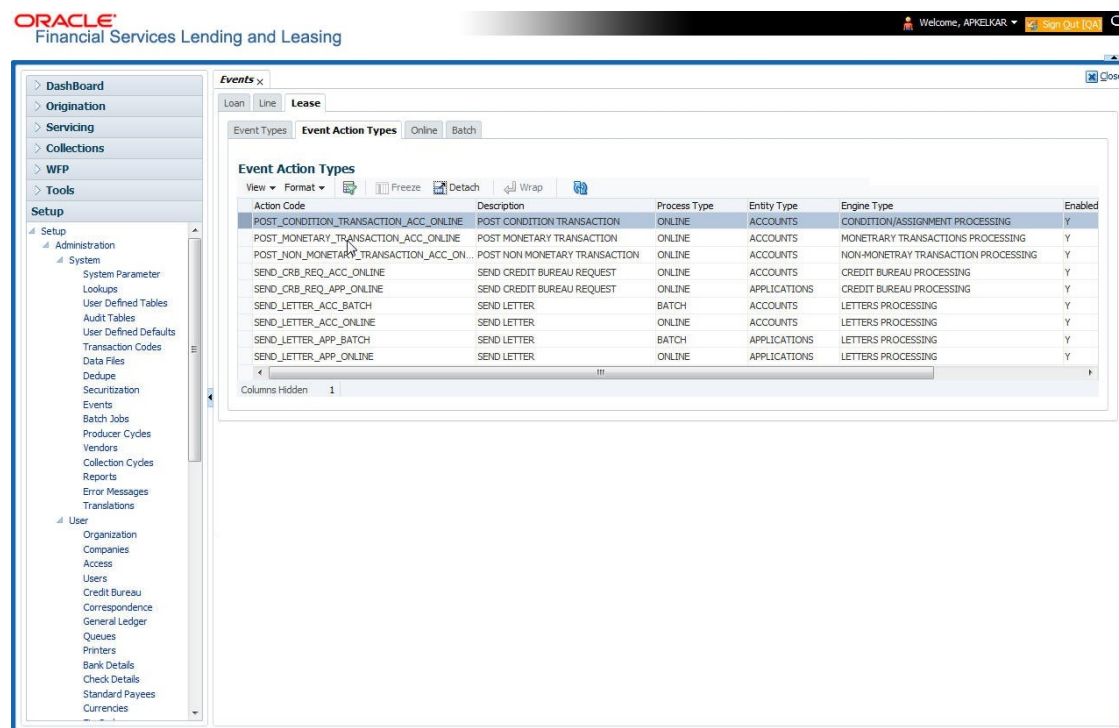 ORACLE
Financial Services Lending and Leasing
Welcome, APKELKAR
Sign Out [QA]
DashBoard
Origination
Servicing
Collections
WFP
Tools
Setup
Setup
Administration
System
System Parameter
Lookups
User Defined Tables
Audit Tables
User Defined Defaults
Transaction Codes
Data Files
Dedupe
Securitization
Events
Batch Jobs
Producer Cycles
Vendors
Collection Cycles
Reports
Error Messages
Translations
User
Organization
Companies
Access
Users
Credit Bureau
Correspondence
General Ledger
Queues
Printers
Bank Details
Check Details
Standard Payees
Currencies
Events
Close
Loan Line Lease
Event Types Event Action Types Online Batch
Event Action Types
View Format Freeze Detach Wrap
Action Code Description Process Type Entity Type Engine Type Enabled
POST_CONDITION_TRANSACTION_ACC_ONLINE POST CONDITION TRANSACTION ONLINE ACCOUNTS CONDITION/ASSIGNMENT PROCESSING Y
POST_MONETARY_TRANSACTION_ACC_ONLINE POST MONETARY TRANSACTION ONLINE ACCOUNTS MONETRARY TRANSACTIONS PROCESSING Y
POST_NON_MONETARY_TRANSACTION_ACC_ON... POST NON MONETARY TRANSACTION ONLINE ACCOUNTS NON-MONETRAY TRANSACTION PROCESSING Y
SEND_CRB_REQ_ACC_ONLINE SEND CREDIT BUREAU REQUEST ONLINE ACCOUNTS CREDIT BUREAU PROCESSING Y
SEND_CRB_REQ_APP_ONLINE SEND CREDIT BUREAU REQUEST ONLINE APPLICATIONS CREDIT BUREAU PROCESSING Y
SEND_LETTER_ACC_BATCH SEND LETTER BATCH ACCOUNTS LETTERS PROCESSING Y
SEND_LETTER_ACC_ONLINE SEND LETTER ONLINE ACCOUNTS LETTERS PROCESSING Y
SEND_LETTER_APP_BATCH SEND LETTER BATCH APPLICATIONS LETTERS PROCESSING Y
SEND_LETTER_APP_ONLINE SEND LETTER ONLINE APPLICATIONS LETTERS PROCESSING Y
Columns Hidden 1